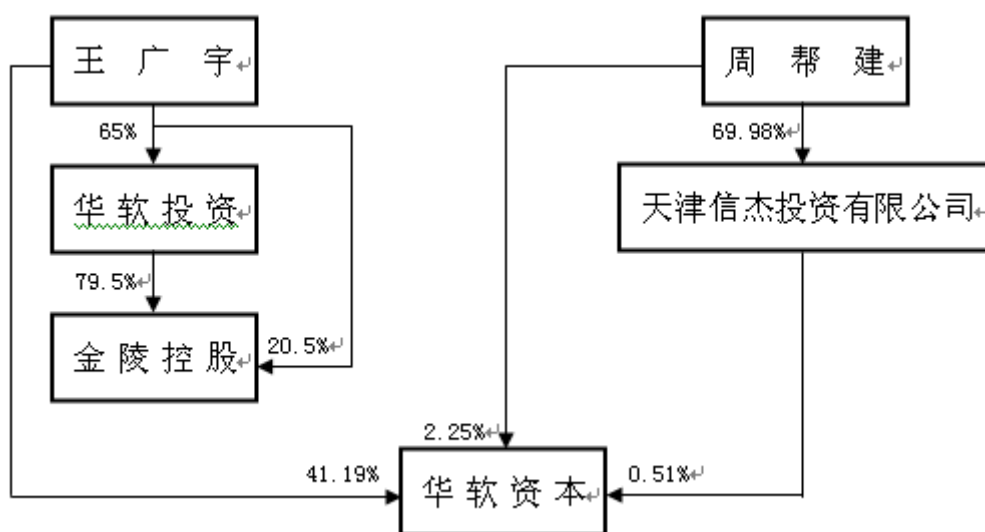 王广宇
周帮建
65%
69.98%
华软投资
天津信杰投资有限公司
79.5%
金陵控股
20.5%
2.25%
41.19%
华软资本
0.51%